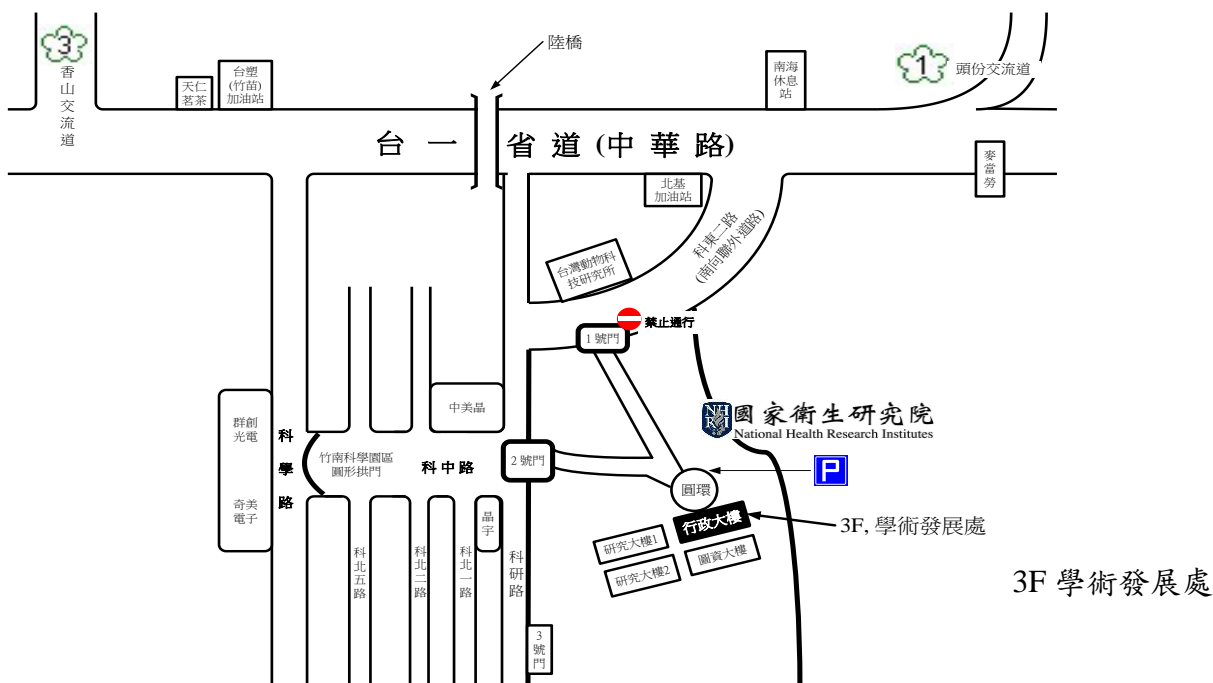 陸橋
3
香山交流道
天仁
茗茶
台塑
(竹苗)
加油站
南海
休息
站
1
頭份交流道
台一省道(中華路)
麥當勞
北基
加油站
科東二路
(南向聯外道路)
台灣動物科
技研究所
禁止通行
1號門
中美晶
群創
光電
奇美
電子
科學路
竹南科學園區
圓形拱門
科中路
2號門
NHRI
國家衛生研究院
National Health Research Institutes
P
圓環
行政大樓
3F, 學術發展處
研究大樓1
研究大樓2
圖資大樓
晶宇
科北五路
科北二路
科北一路
科研路
3號門
3F 學術發展處